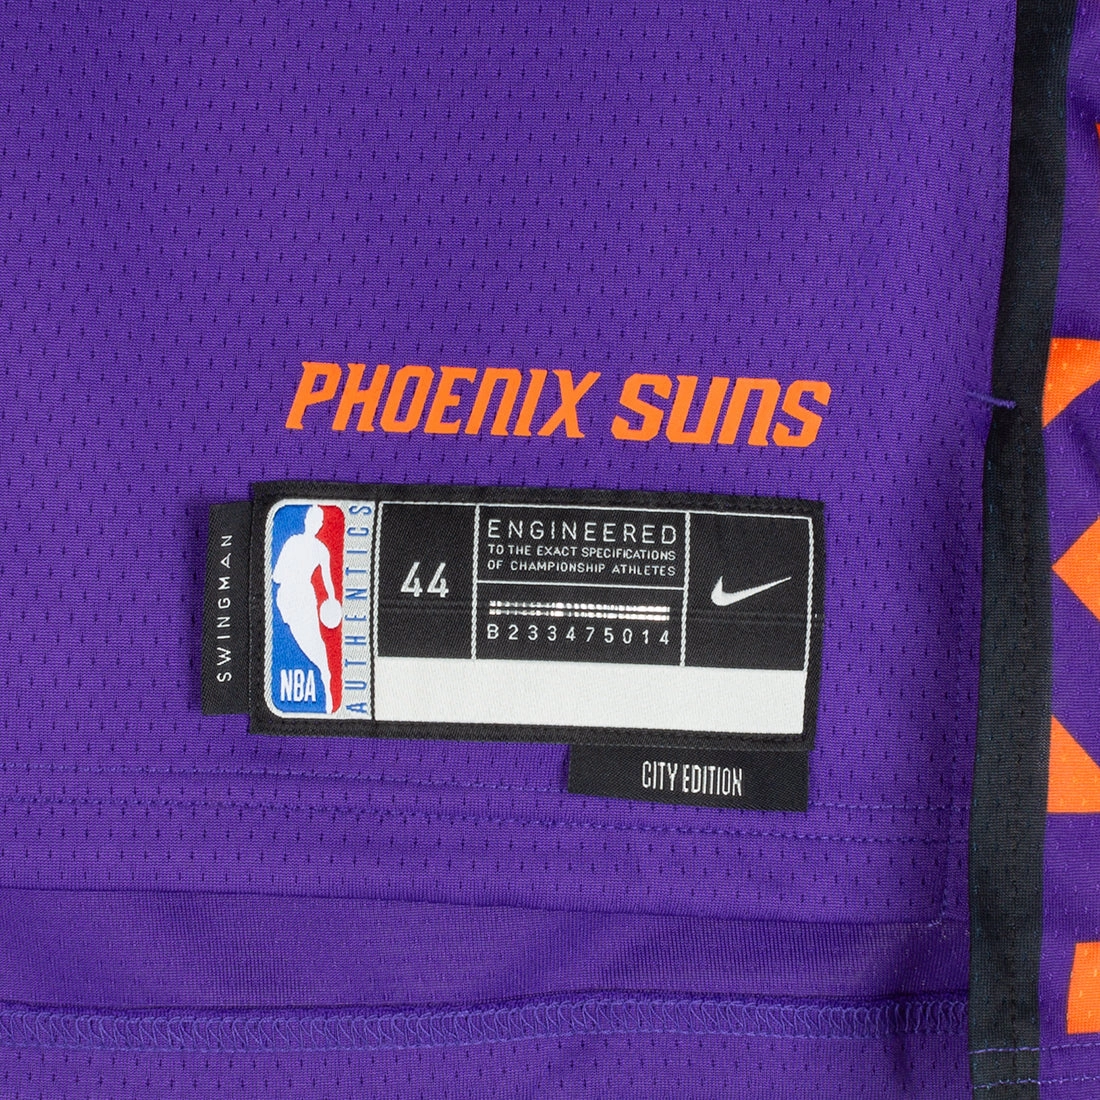 PHOENIX SUNS
SWINGMAN
NBA
AUTHENTICS
44
ENGINEERED
TO THE EXACT SPECIFICATIONS
OF CHAMPIONSHIP ATHLETES
B233475014
CITY EDITION